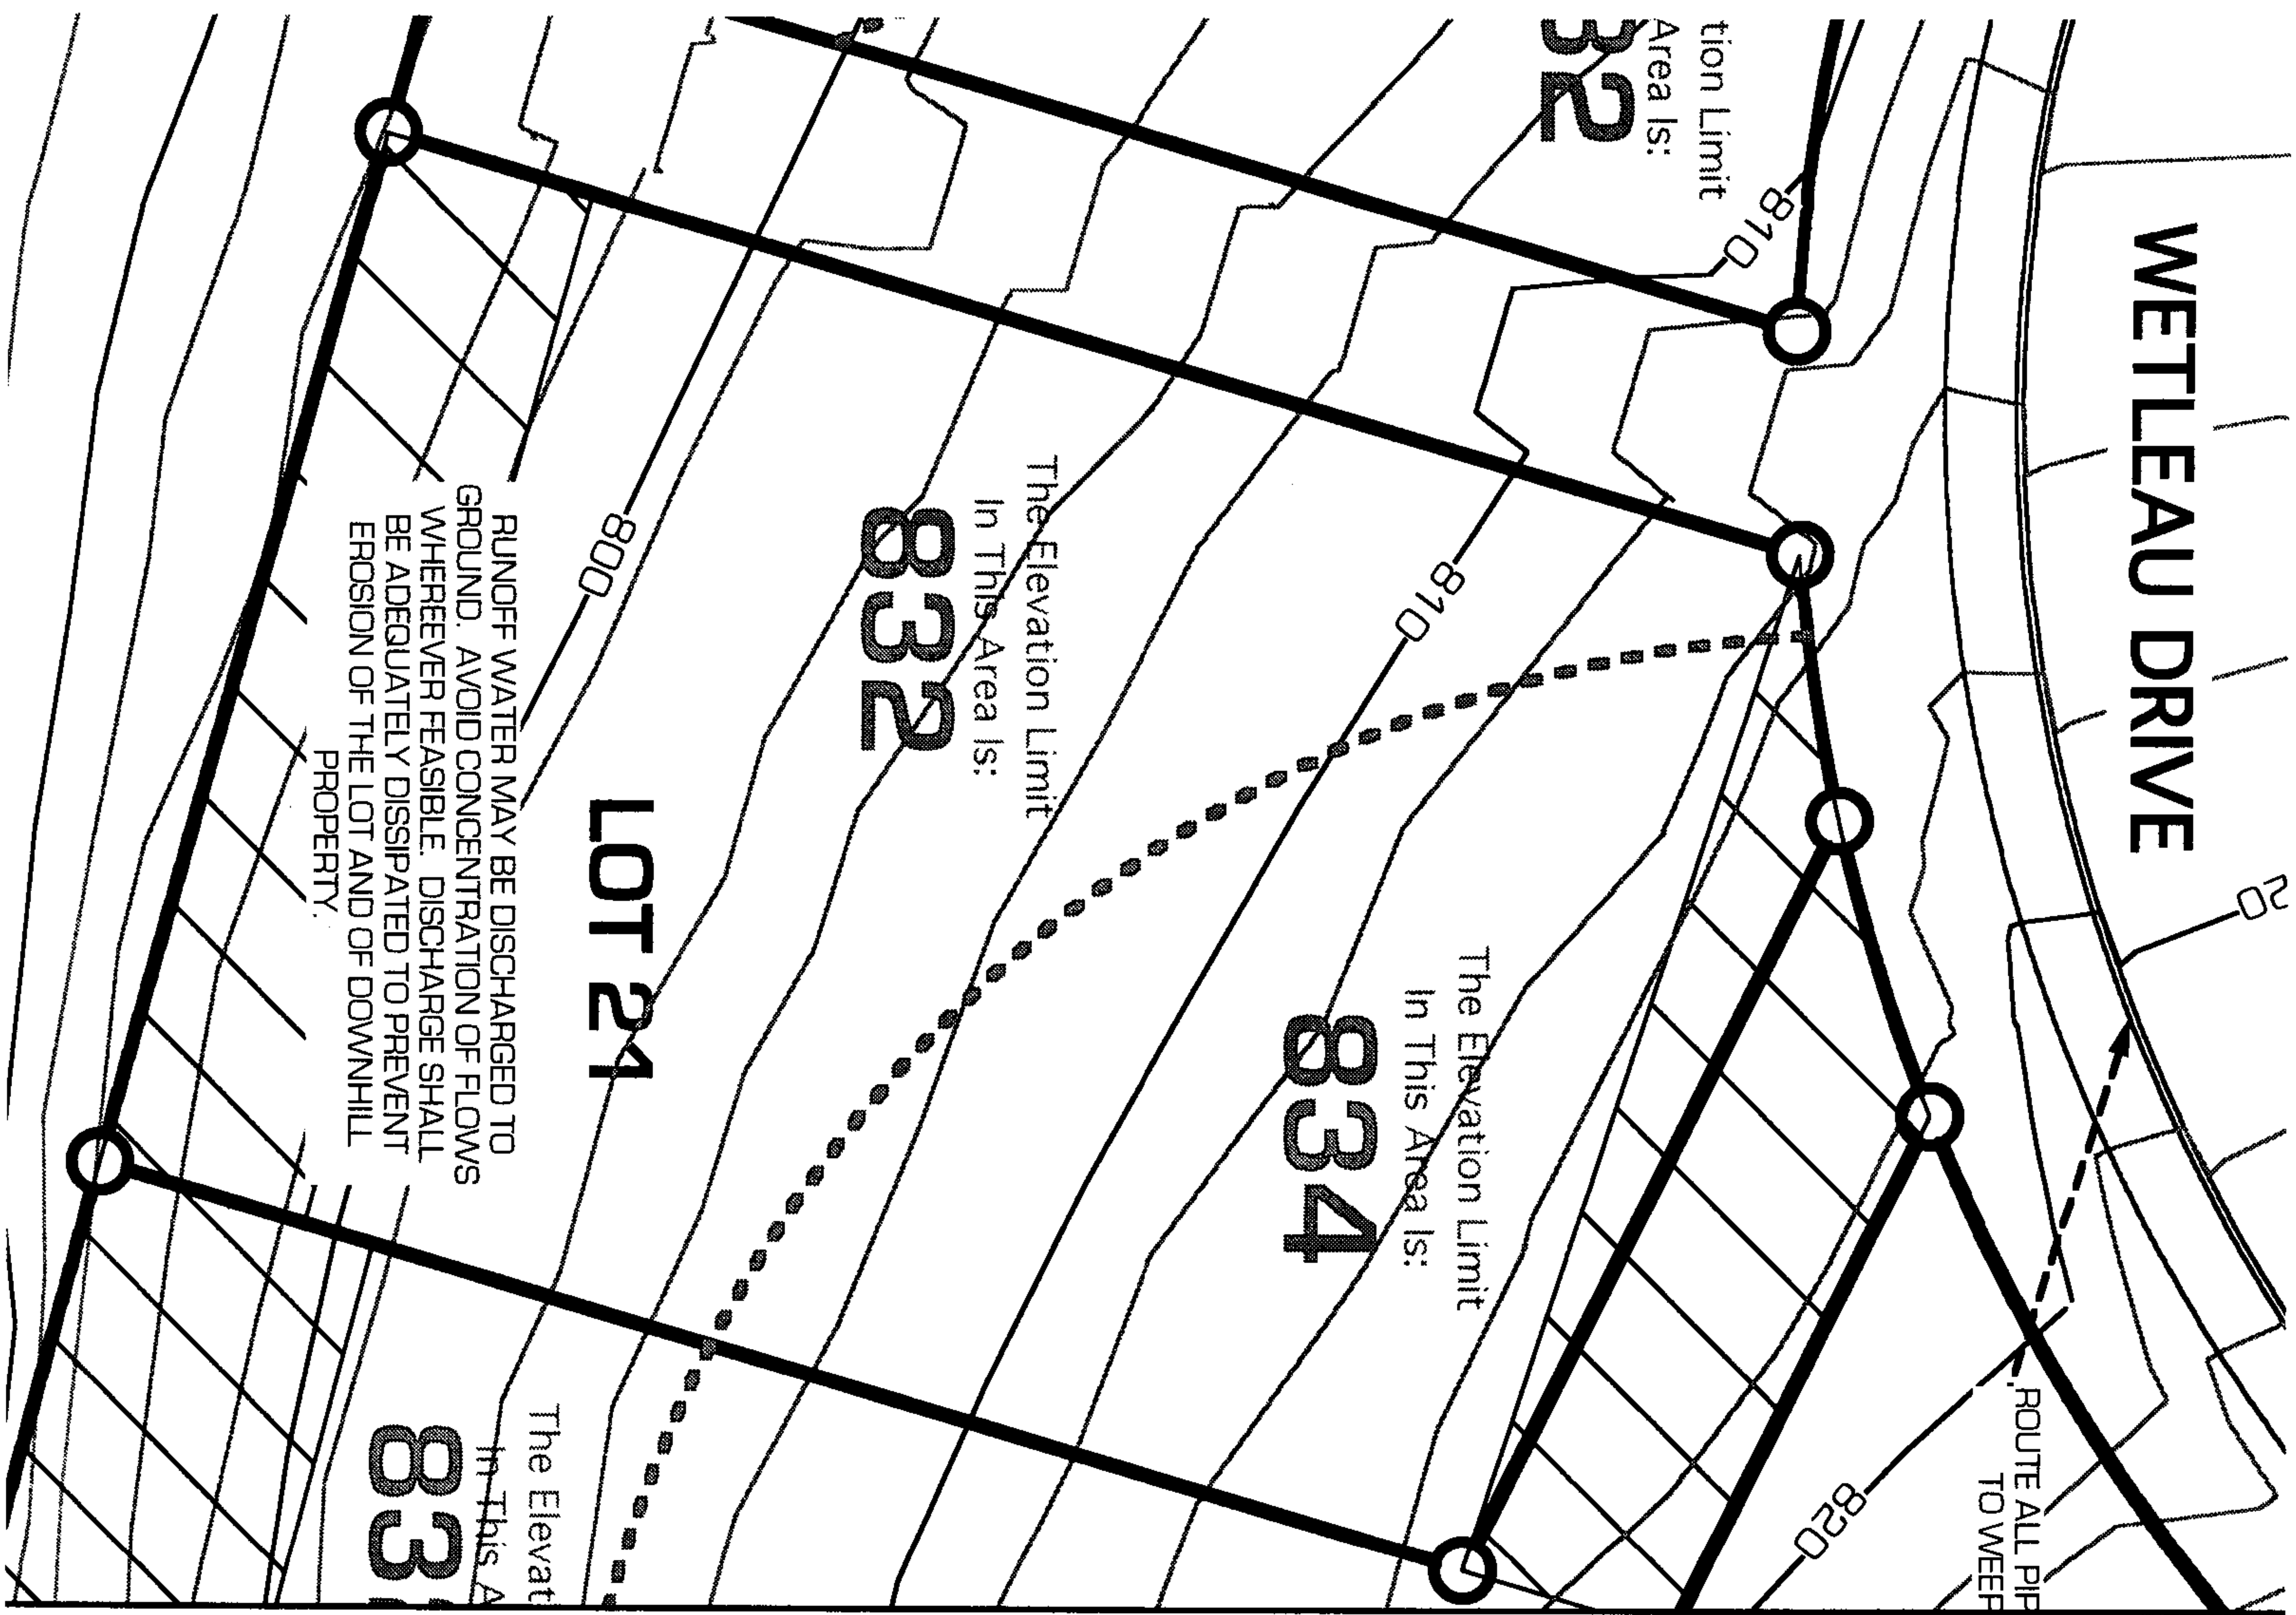 WETLEAU DRIVE
20
tion Limit
Area Is:
32
810
The Elevation Limit
In This Area Is:
832
810
800
The Elevation Limit
In This Area Is:
834
LOT 21
RUNOFF WATER MAY BE DISCHARGED TO
GROUND. AVOID CONCENTRATION OF FLOWS
WHEREEVER FEASIBLE. DISCHARGE SHALL
BE ADEQUATELY DISSIPATED TO PREVENT
EROSION OF THE LOT AND OF DOWNHILL
PROPERTY.
ROUTE ALL PIP
TO WEEP
820
The Elevat
In This A
83